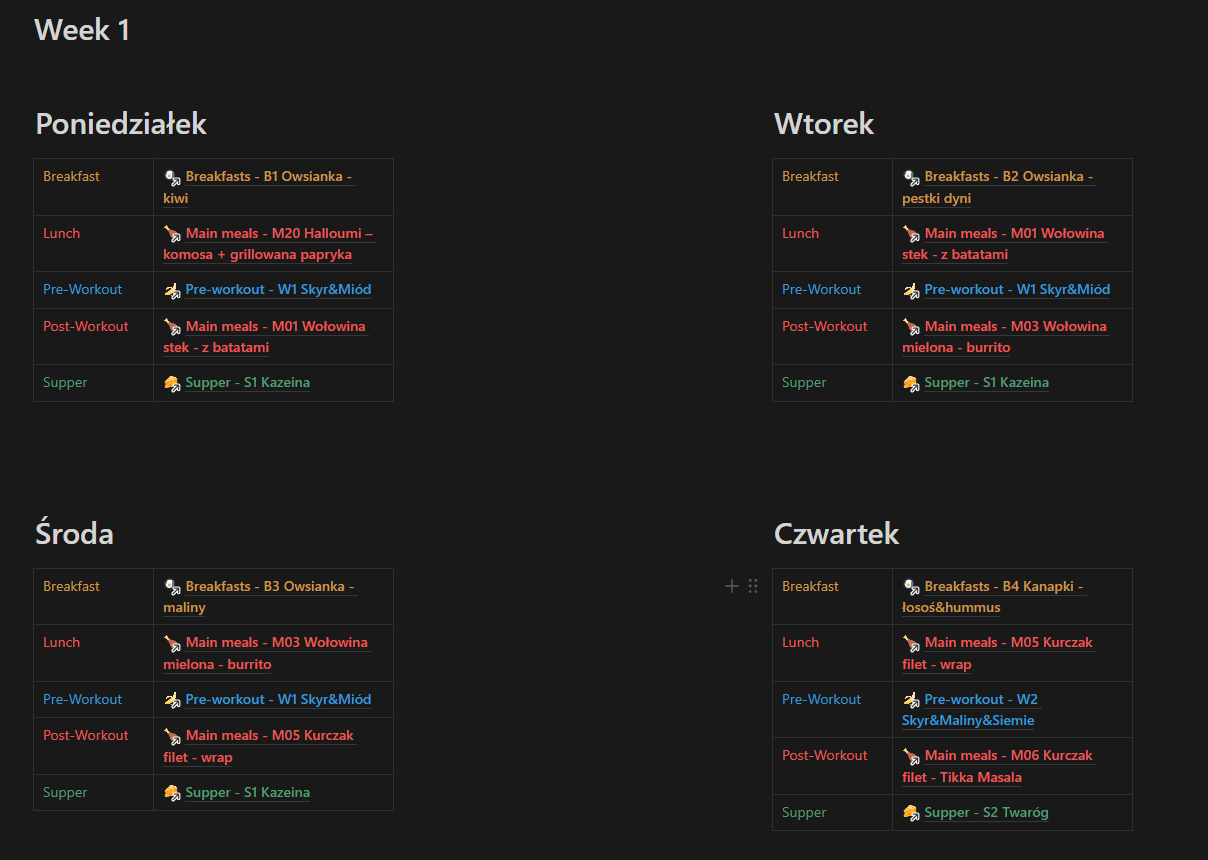 Week 1
Poniedziałek
Breakfast
Breakfasts - B1 Owsianka -
kiwi
Lunch
Main meals - M20 Halloumi –
komosa + grillowana papryka
Pre-Workout
Pre-workout - W1 Skyr&Miód
Post-Workout
Main meals - M01 Wołowina
stek - z batatami
Supper
Supper - S1 Kazeina
Wtorek
Breakfast
Breakfasts - B2 Owsianka -
pestki dyni
Lunch
Main meals - M01 Wołowina
stek - z batatami
Pre-Workout
Pre-workout - W1 Skyr&Miód
Post-Workout
Main meals - M03 Wołowina
mielona - burrito
Supper
Supper - S1 Kazeina
Środa
Breakfast
Breakfasts - B3 Owsianka -
maliny
Lunch
Main meals - M03 Wołowina
mielona - burrito
Pre-Workout
Pre-workout - W1 Skyr&Miód
Post-Workout
Main meals - M05 Kurczak
filet - wrap
Supper
Supper - S1 Kazeina
Czwartek
Breakfast
Breakfasts - B4 Kanapki -
łosoś&hummus
Lunch
Main meals - M05 Kurczak
filet - wrap
Pre-Workout
Pre-workout - W2
Skyr&Maliny&Siemie
Post-Workout
Main meals - M06 Kurczak
filet - Tikka Masala
Supper
Supper - S2 Twaróg